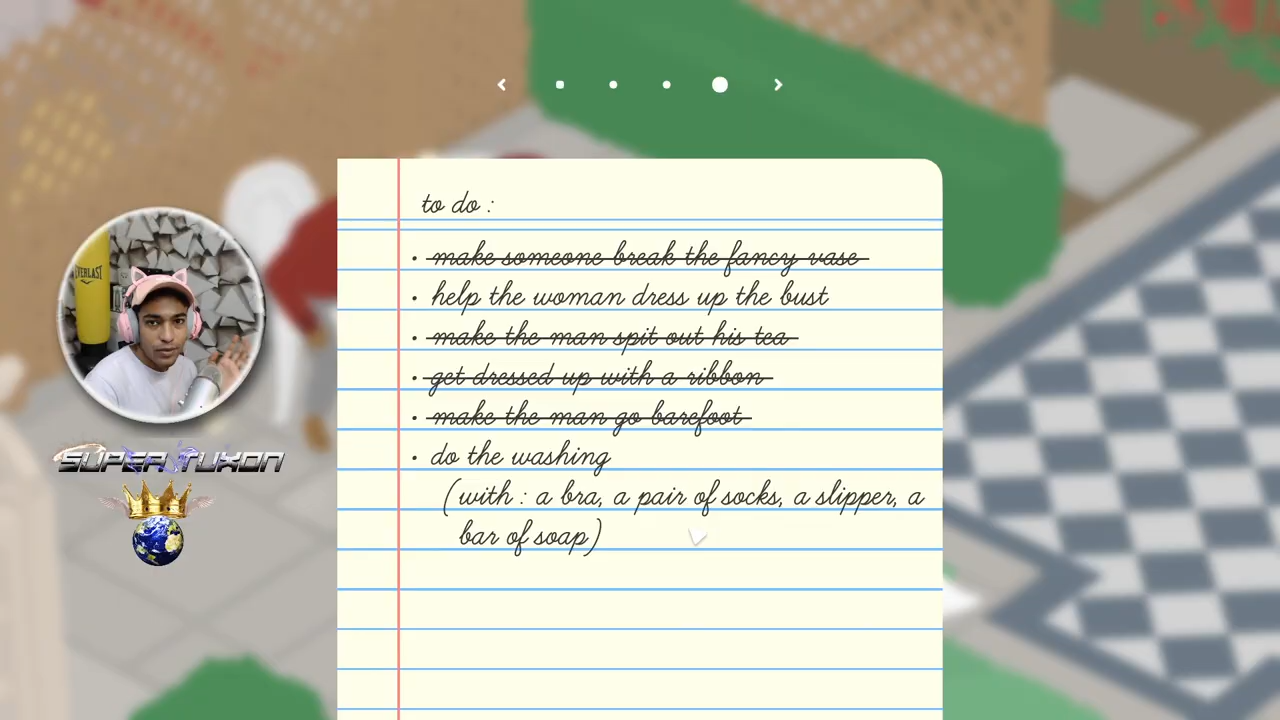 to do :
• make someone break the fancy vase
• help the woman dress up the bust
• make the man spit out his tea
• get dressed up with a ribbon
• make the man go barefoot
• do the washing
(with : a bra, a pair of socks, a slipper, a
bar of soap)
EVERLAST
SUPER TUXON